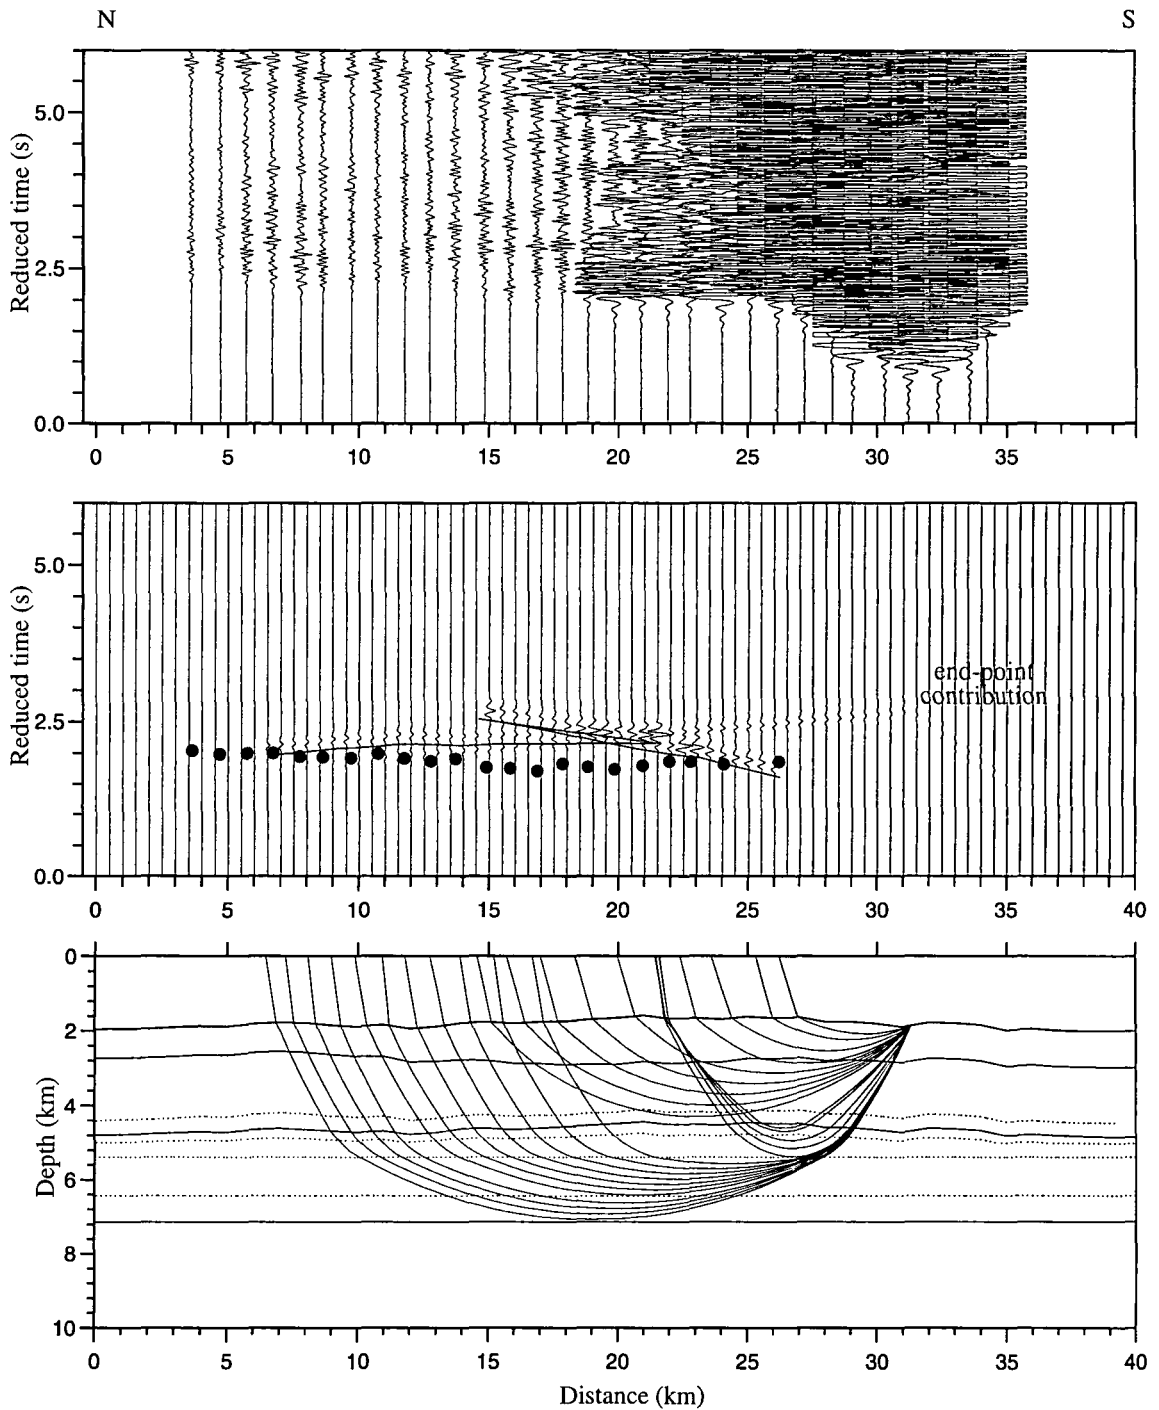 N S
5.0
2.5
0.0
Reduced time (s)
0 5 10 15 20 25 30 35
5.0
2.5
0.0
Reduced time (s)
end-point
contribution
0 5 10 15 20 25 30 35 40
0
2
4
6
8
10
Depth (km)
0 5 10 15 20 25 30 35 40
Distance (km)